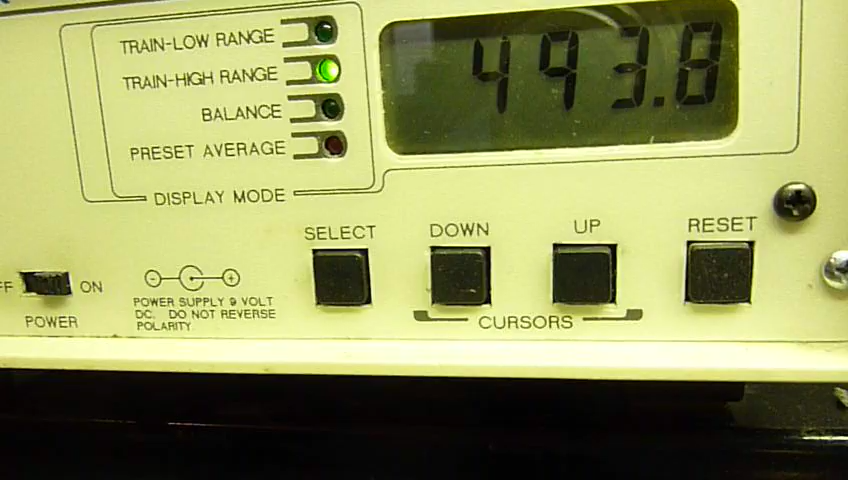 TRAIN-LOW RANGE
TRAIN-HIGH RANGE
BALANCE
PRESET AVERAGE
DISPLAY MODE
493.8
SELECT
DOWN
UP
RESET
CURSORS
FF
ON
POWER
POWER SUPPLY 9 VOLT
DC. DO NOT REVERSE
POLARITY.